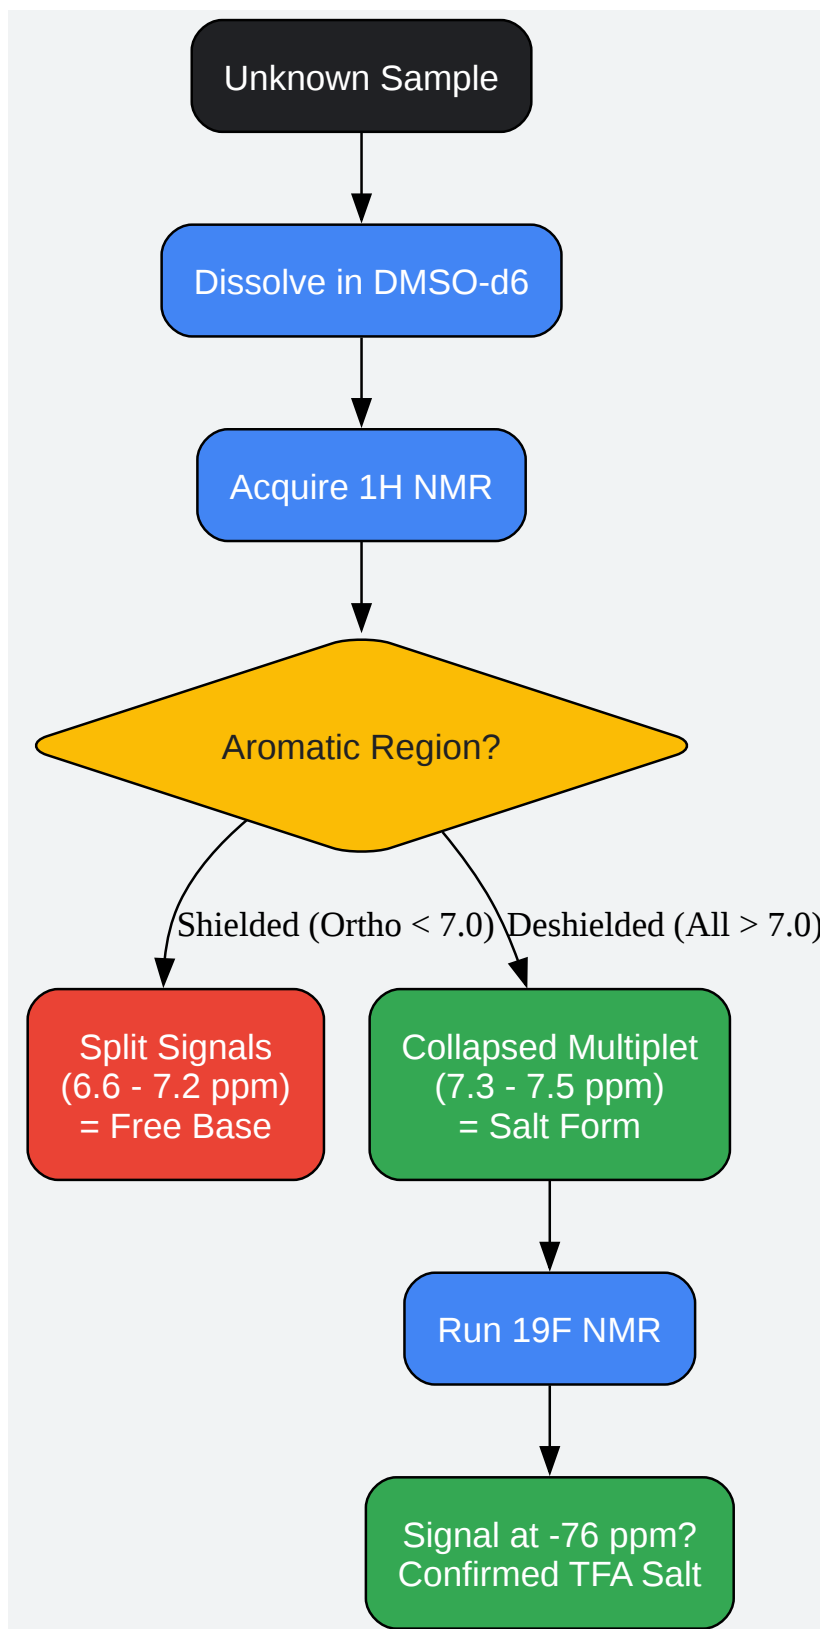 Unknown Sample
Dissolve in DMSO-d6
Acquire 1H NMR
Aromatic Region?
Shielded (Ortho < 7.0)
Deshielded (All > 7.0)
Split Signals
(6.6 - 7.2 ppm)
= Free Base
Collapsed Multiplet
(7.3 - 7.5 ppm)
= Salt Form
Run 19F NMR
Signal at -76 ppm?
Confirmed TFA Salt